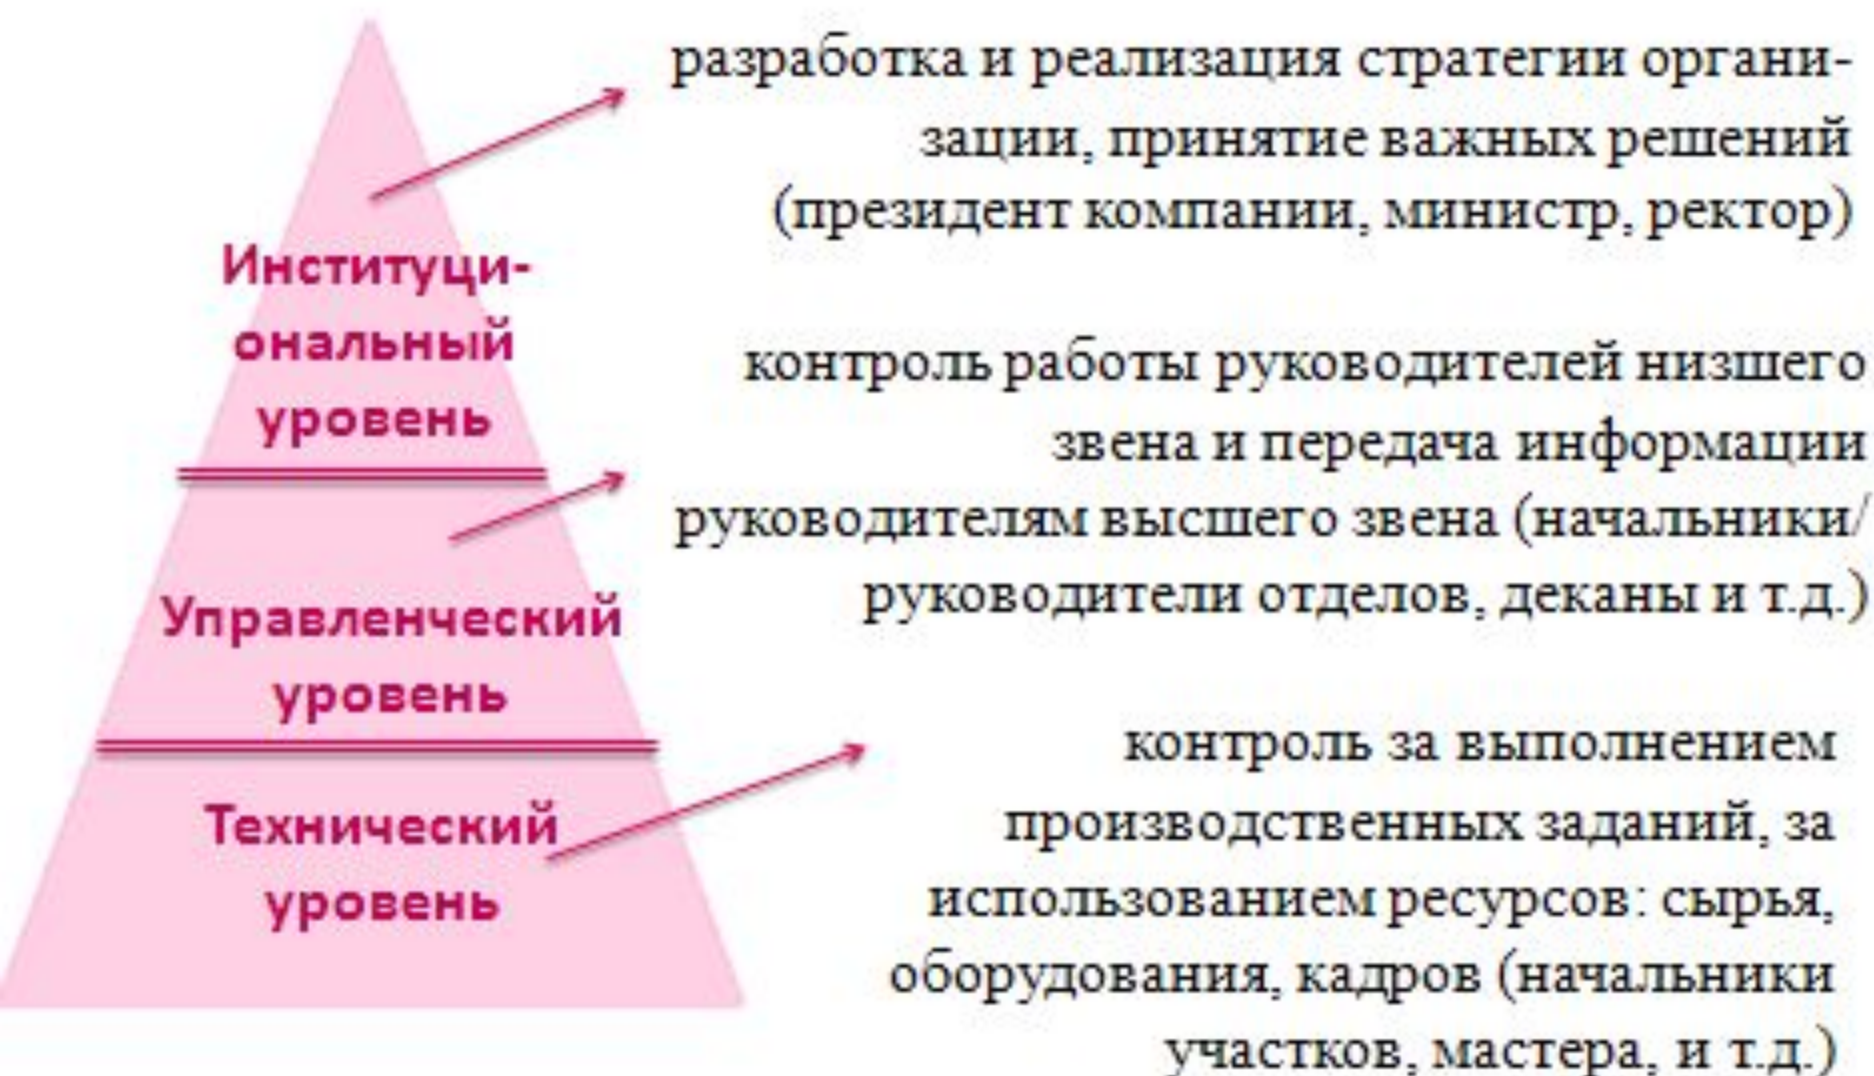 разработка и реализация стратегии органи-
зации, принятие важных решений
(президент компании, министр, ректор)
Институци-
ональный
уровень
контроль работы руководителей низшего
звена и передача информации
руководителям высшего звена (начальники/
руководители отделов, деканы и т.д.)
Управленческий
уровень
контроль за выполнением
производственных заданий, за
использованием ресурсов: сырья,
оборудования, кадров (начальники
участков, мастера, и т.д.)
Технический
уровень